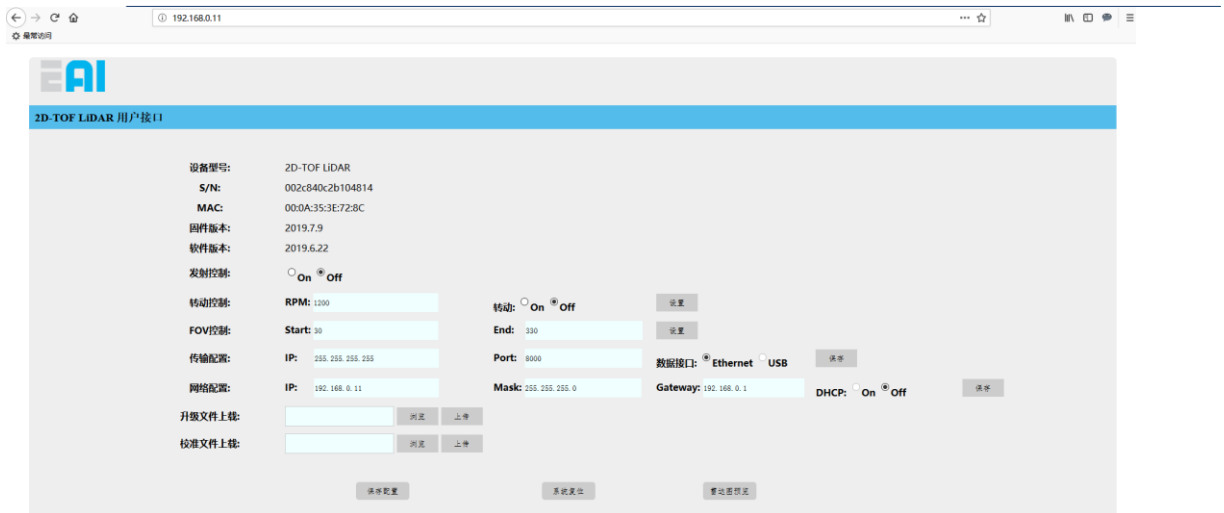 192.168.0.11
最常访问
EAI
2D-TOF LiDAR 用户接口
设备型号: 2D-TOF LiDAR
S/N: 002c840c2b104814
MAC: 00:0A:35:3E:72:8C
固件版本: 2019.7.9
软件版本: 2019.6.22
发射控制: On Off
转动控制: RPM: 1200 转动: On Off 设置
FOV控制: Start: 30 End: 330 设置
传输配置: IP: 255.255.255.255 Port: 8000 数据接口: Ethernet USB 保存
网络配置: IP: 192.168.0.11 Mask: 255.255.255.0 Gateway: 192.168.0.1 DHCP: On Off 保存
升级文件上载: 浏览 上传
校准文件上载: 浏览 上传
保存配置 系统复位 雷达图预览